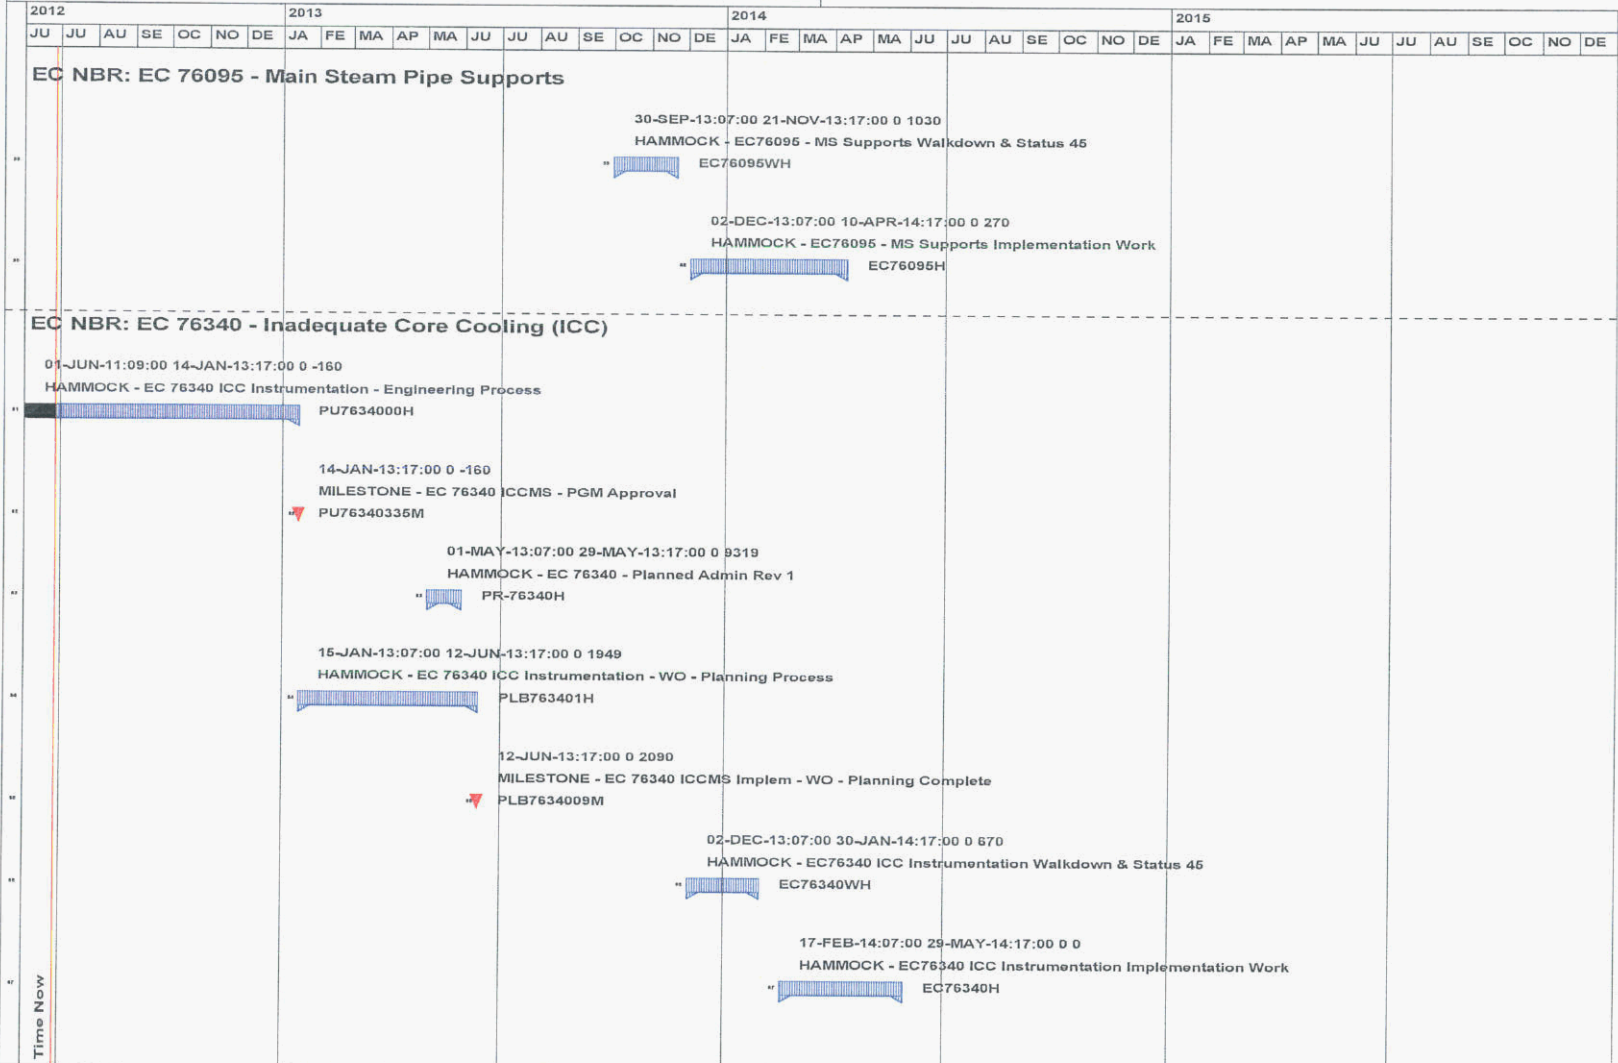 2012 2013 2014 2015
JU JU AU SE OC NO DE JA FE MA AP MA JU JU AU SE OC NO DE JA FE MA AP MA JU JU AU SE OC NO DE JA FE MA AP MA JU JU AU SE OC NO DE
EC NBR: EC 76095 - Main Steam Pipe Supports
30-SEP-13:07:00 21-NOV-13:17:00 0 1030
HAMMOCK - EC76095 - MS Supports Walkdown & Status 45
EC76095WH
02-DEC-13:07:00 10-APR-14:17:00 0 270
HAMMOCK - EC76095 - MS Supports Implementation Work
EC76095H
EC NBR: EC 76340 - Inadequate Core Cooling (ICC)
01-JUN-11:09:00 14-JAN-13:17:00 0 -160
HAMMOCK - EC 76340 ICC Instrumentation - Engineering Process
PU7634000H
14-JAN-13:17:00 0 -160
MILESTONE - EC 76340 ICCMS - PGM Approval
PU76340335M
01-MAY-13:07:00 29-MAY-13:17:00 0 9319
HAMMOCK - EC 76340 - Planned Admin Rev 1
PR-76340H
15-JAN-13:07:00 12-JUN-13:17:00 0 1949
HAMMOCK - EC 76340 ICC Instrumentation - WO - Planning Process
PLB763401H
12-JUN-13:17:00 0 2090
MILESTONE - EC 76340 ICCMS Implem - WO - Planning Complete
PLB7634009M
02-DEC-13:07:00 30-JAN-14:17:00 0 670
HAMMOCK - EC76340 ICC Instrumentation Walkdown & Status 45
EC76340WH
17-FEB-14:07:00 29-MAY-14:17:00 0 0
HAMMOCK - EC76340 ICC Instrumentation Implementation Work
EC76340H
Time Now